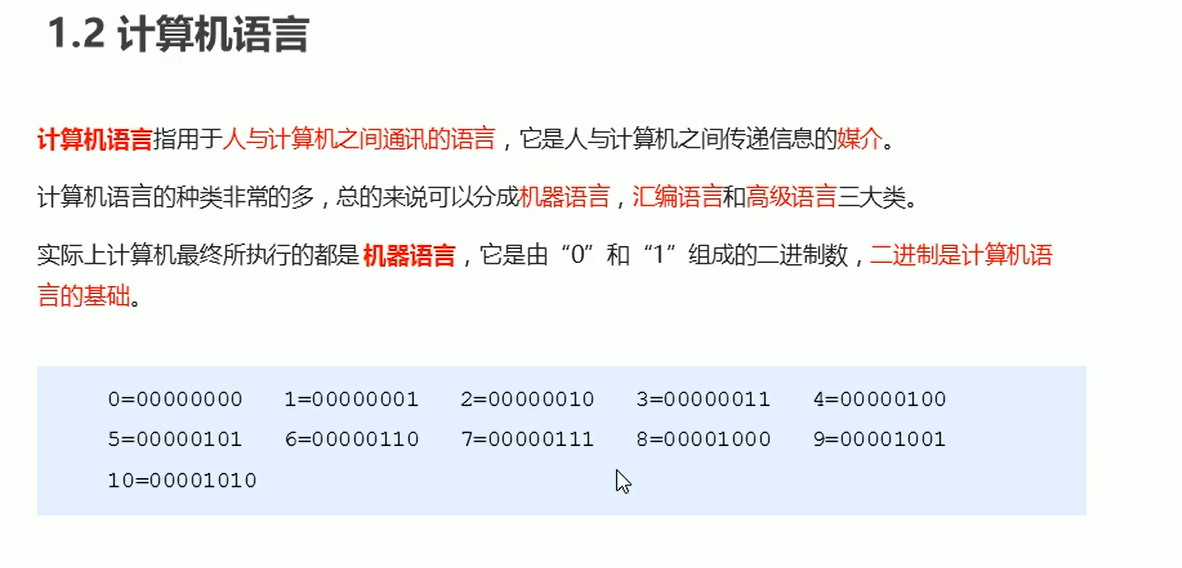 1.2 计算机语言
计算机语言指用于人与计算机之间通讯的语言，它是人与计算机之间传递信息的媒介。
计算机语言的种类非常的多，总的来说可以分成机器语言，汇编语言和高级语言三大类。
实际上计算机最终所执行的都是机器语言，它是由“0”和“1”组成的二进制数，二进制是计算机语
言的基础。
0=00000000 1=00000001 2=00000010 3=00000011 4=00000100
5=00000101 6=00000110 7=00000111 8=00001000 9=00001001
10=00001010